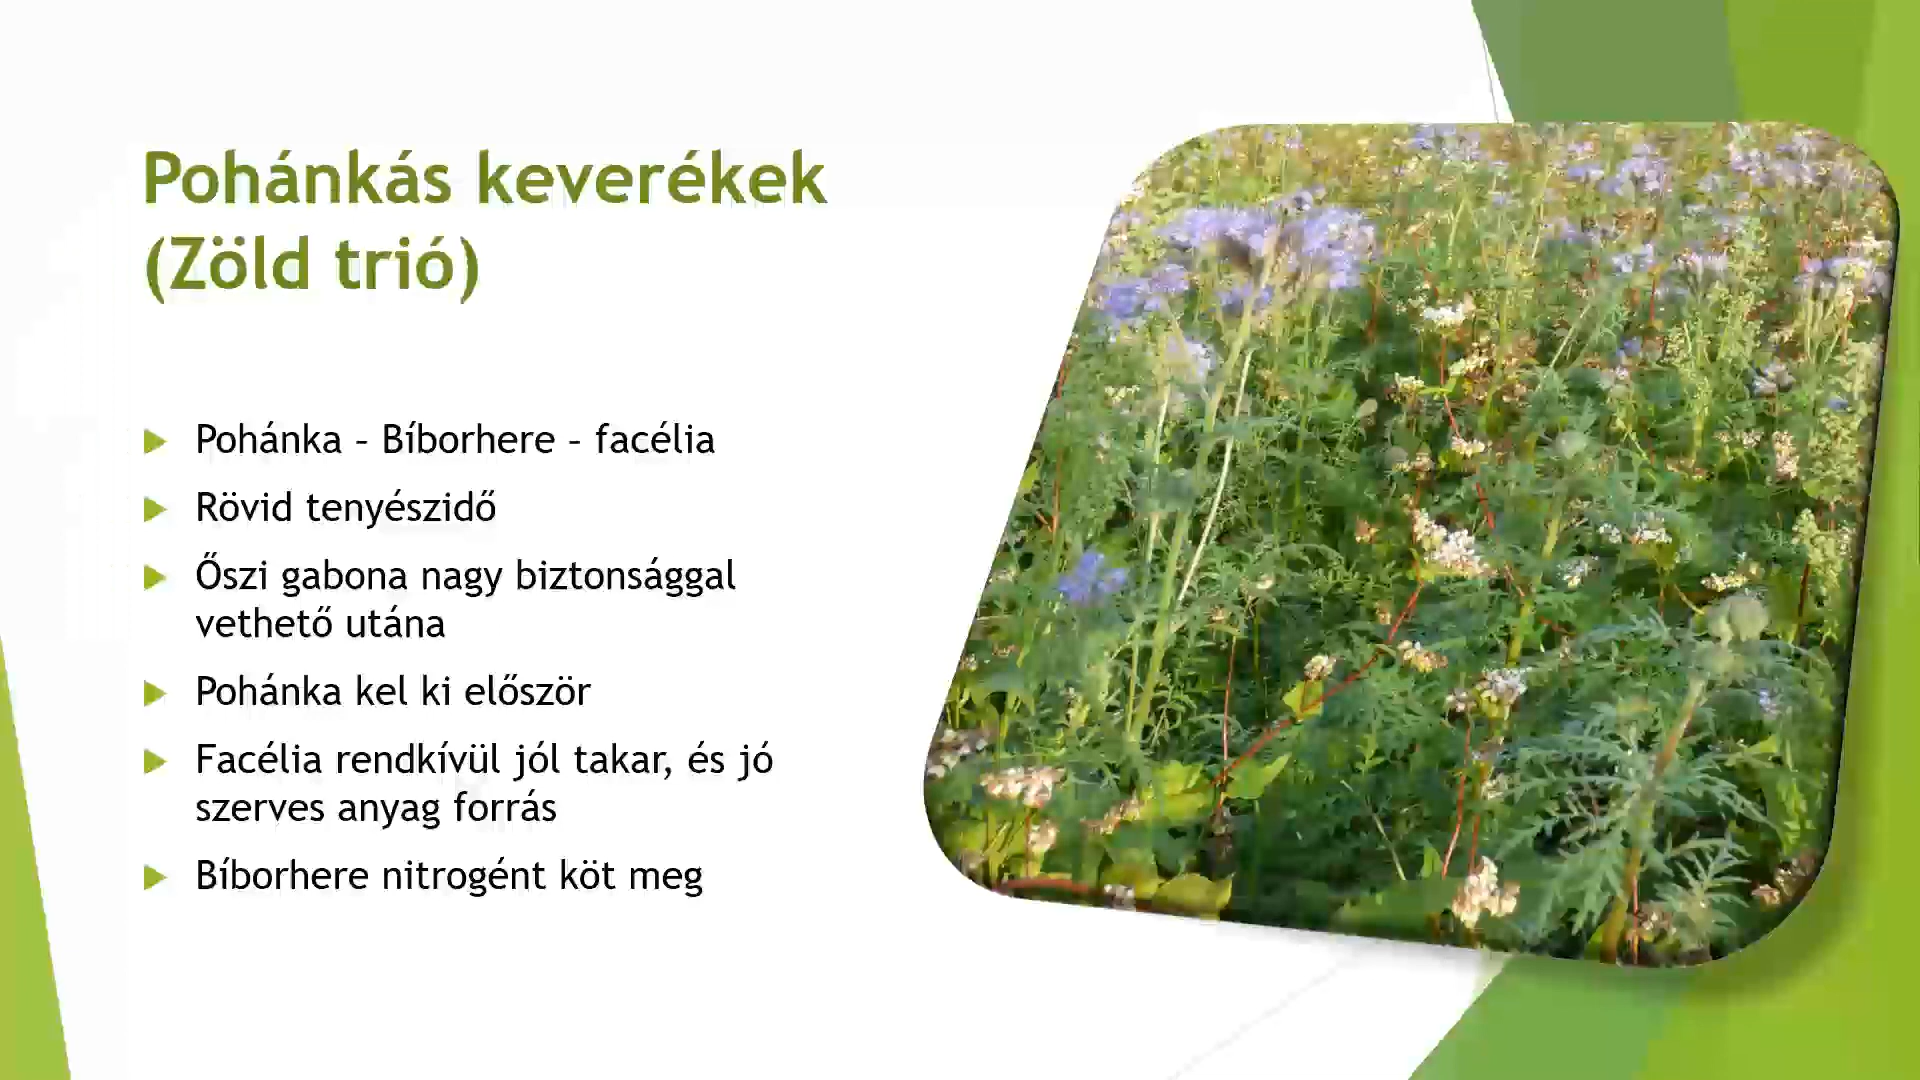 Pohánkás keverékek
(Zöld trió)
Pohánka – Bíborhere – facélia
Rövid tenyészidő
Őszi gabona nagy biztonsággal
vethető utána
Pohánka kel ki először
Facélia rendkívül jól takar, és jó
szerves anyag forrás
Bíborhere nitrogént köt meg